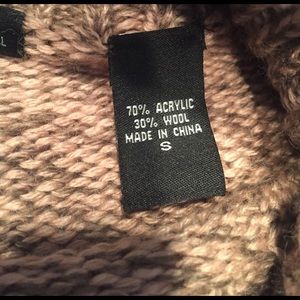 70% ACRYLIC
30% WOOL
MADE IN CHINA
S